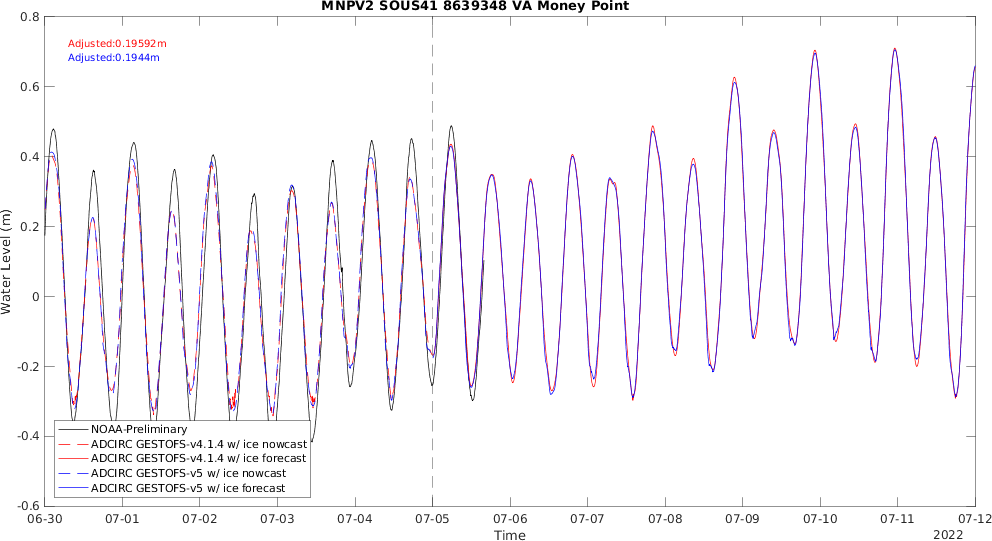 MNPV2 SOUS41 8639348 VA Money Point
0.8
Adjusted:0.19592m
Adjusted:0.1944m
0.6
0.4
0.2
Water Level (m)
0
-0.2
-0.4
-0.6
NOAA-Preliminary
ADCIRC GESTOFS-v4.1.4 w/ ice nowcast
ADCIRC GESTOFS-v4.1.4 w/ ice forecast
ADCIRC GESTOFS-v5 w/ ice nowcast
ADCIRC GESTOFS-v5 w/ ice forecast
06-30 07-01 07-02 07-03 07-04 07-05 07-06 07-07 07-08 07-09 07-10 07-11 07-12
Time
2022